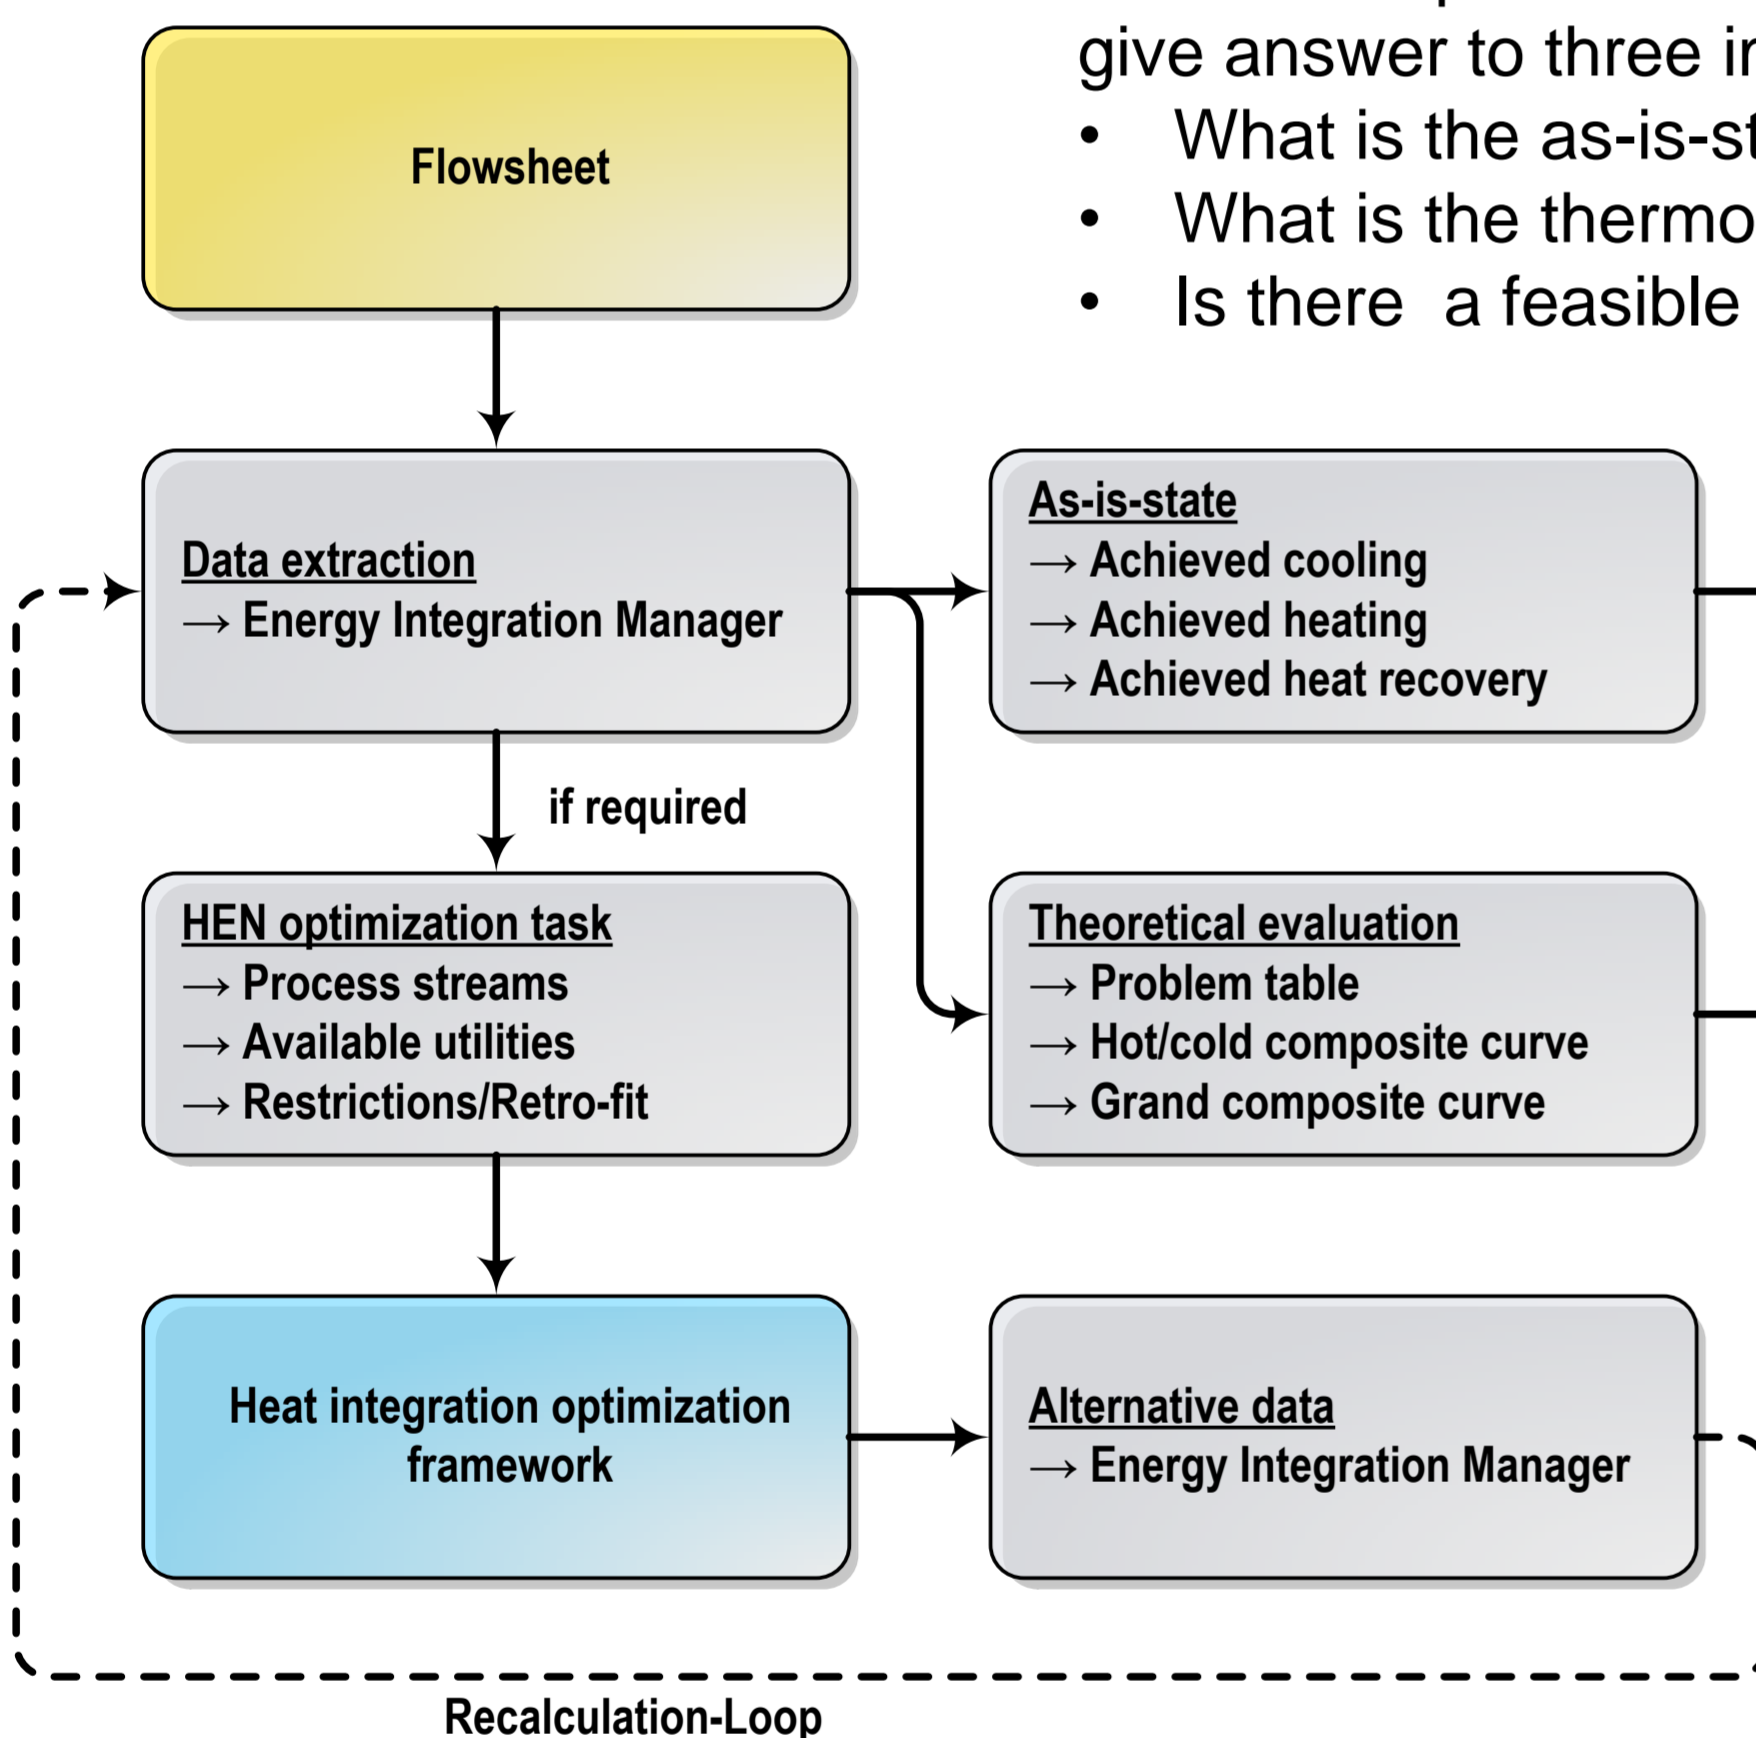 give answer to three
• What is the as-is-st
• What is the thermo
• Is there a feasible
Flowsheet
Data extraction
→ Energy Integration Manager
As-is-state
→ Achieved cooling
→ Achieved heating
→ Achieved heat recovery
if required
HEN optimization task
→ Process streams
→ Available utilities
→ Restrictions/Retro-fit
Theoretical evaluation
→ Problem table
→ Hot/cold composite curve
→ Grand composite curve
Heat integration optimization
framework
Alternative data
→ Energy Integration Manager
Recalculation-Loop